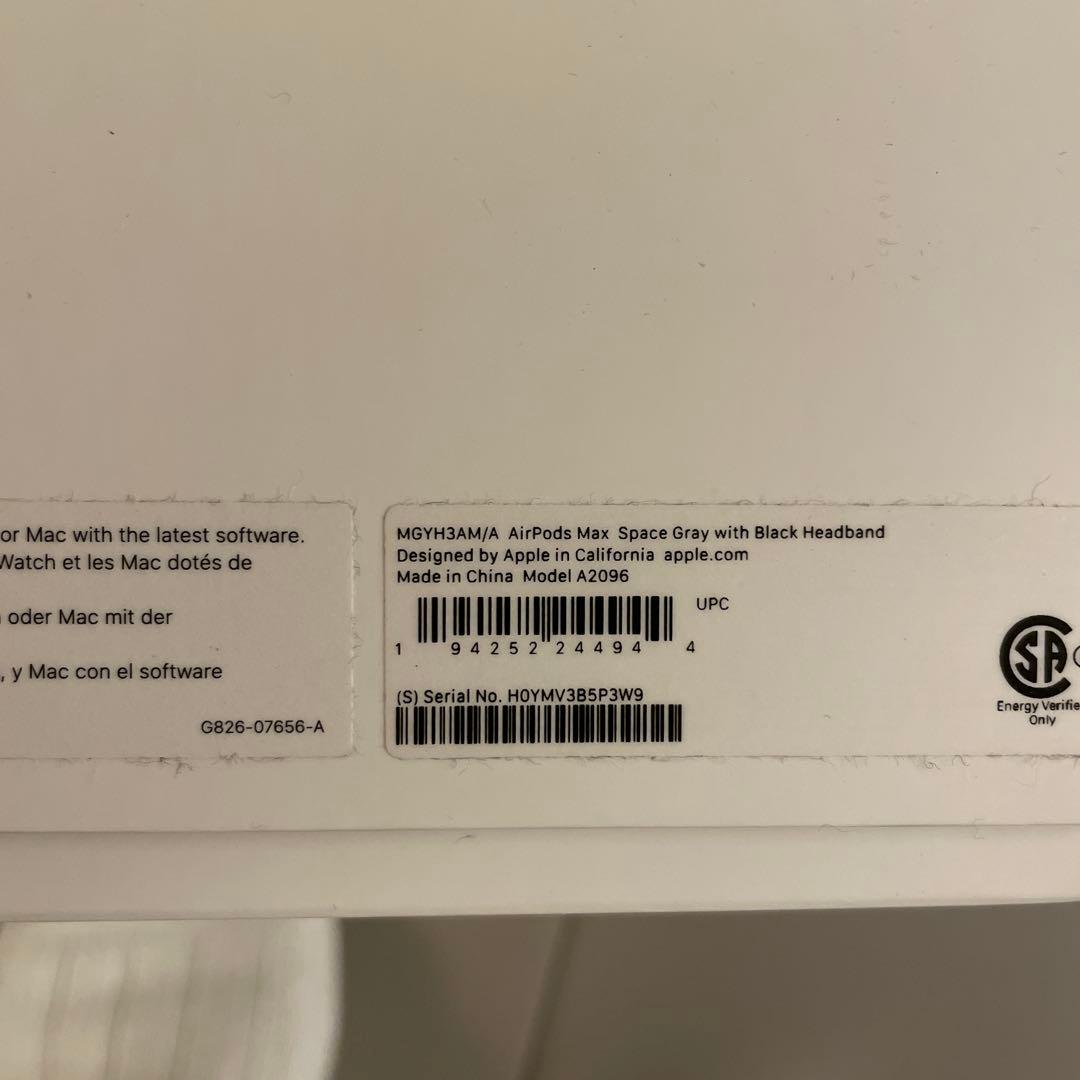 or Mac with the latest software.
Watch et les Mac dotés de
oder Mac mit der
, y Mac con el software
G826-07656-A
MGYH3AM/A AirPods Max Space Gray with Black Headband
Designed by Apple in California apple.com
Made in China Model A2096
UPC
1 94252 24494 4
(S) Serial No. H0YMV3B5P3W9
SA
Energy Verifie
Only